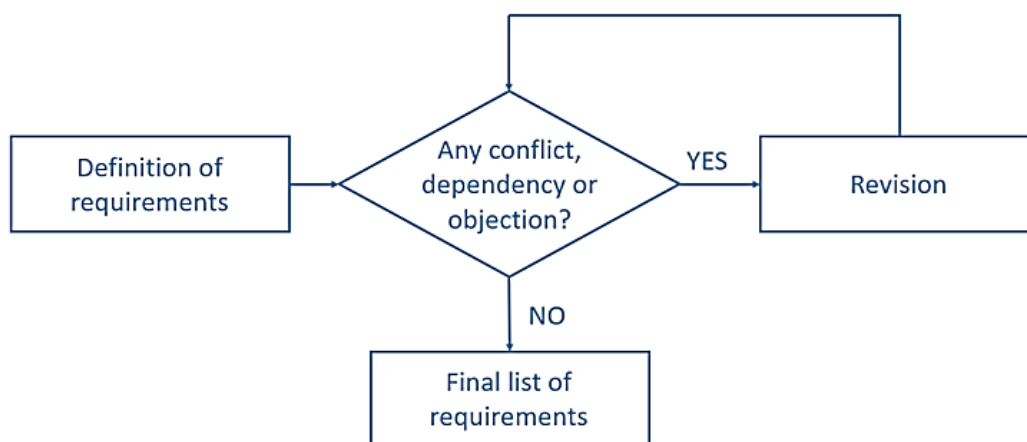 Definition of
requirements
Any conflict,
dependency or
objection?
YES
Revision
NO
Final list of
requirements